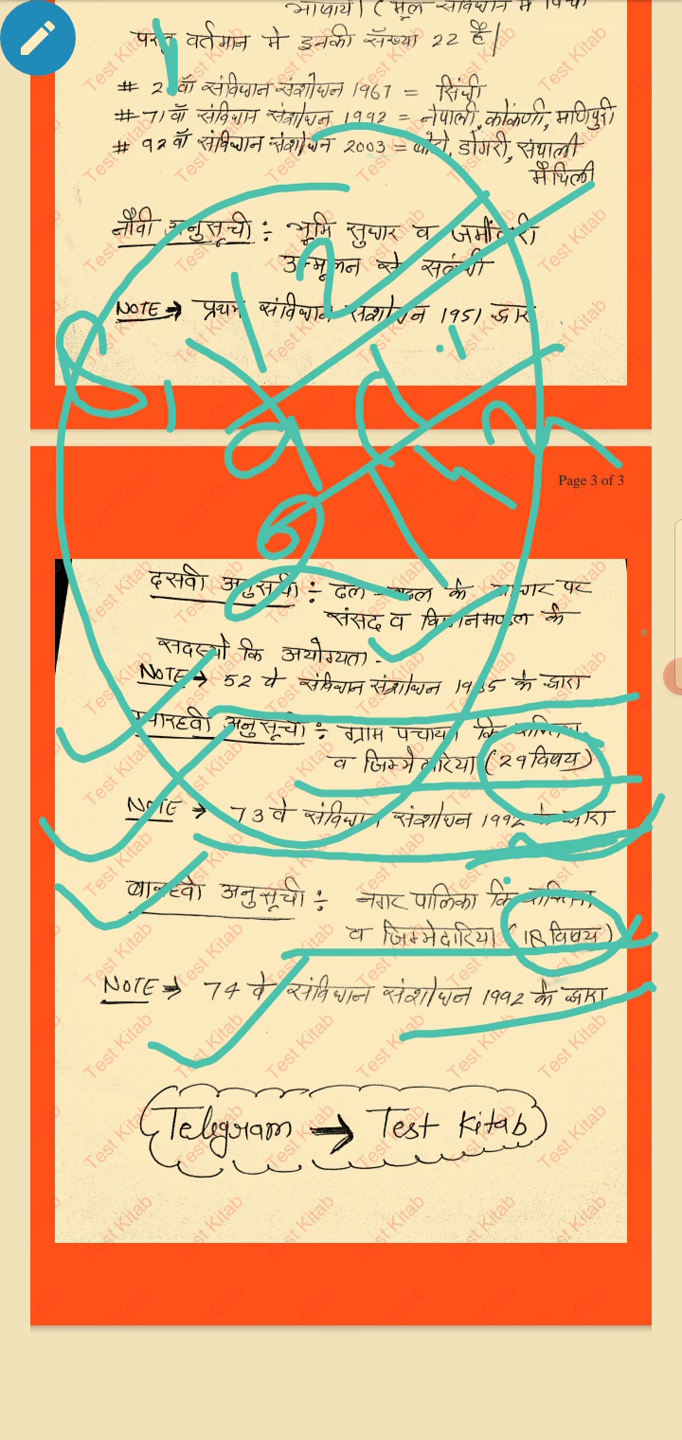 परन्तु वर्तमान मे इनकी सँख्या 22 है|
# 21वाँ संविधान संशोधन 1967 = सिंधी
# 71 वाँ संविधान संशोधन 1992 = नेपाली, कोंकणी, मणिपुरी
# 92 वाँ संविधान संशोधन 2003 = बोडो, डोगरी, संथाली
मैथिली
नौवी अनुसूची : भूमि सुधार व जमींदारी
उन्मूलन से सबंधी
NOTE → प्रथम संविधान संशोधन 1951 द्वारा
Page 3 of 3
दसवी अनुसूची ÷ दल-बदल के आधार पर
संसद व विधानमण्डल के
सदस्यो कि अयोग्यता -
NOTE → 52 वे संविधान संशोधन 1985 के द्वारा
ग्यारहवी अनुसूची ÷ ग्राम पंचायत कि शक्तिया
व जिम्मेदारिया (29 विषय)
NOTE → 73 वे संविधान संशोधन 1992 के द्वारा
बारहवी अनुसूची ÷ नगर पालिका कि शक्तिया
व जिम्मेदारिया (18 विषय)
NOTE → 74 वे संविधान संशोधन 1992 के द्वारा
Telegram → Test Kitab